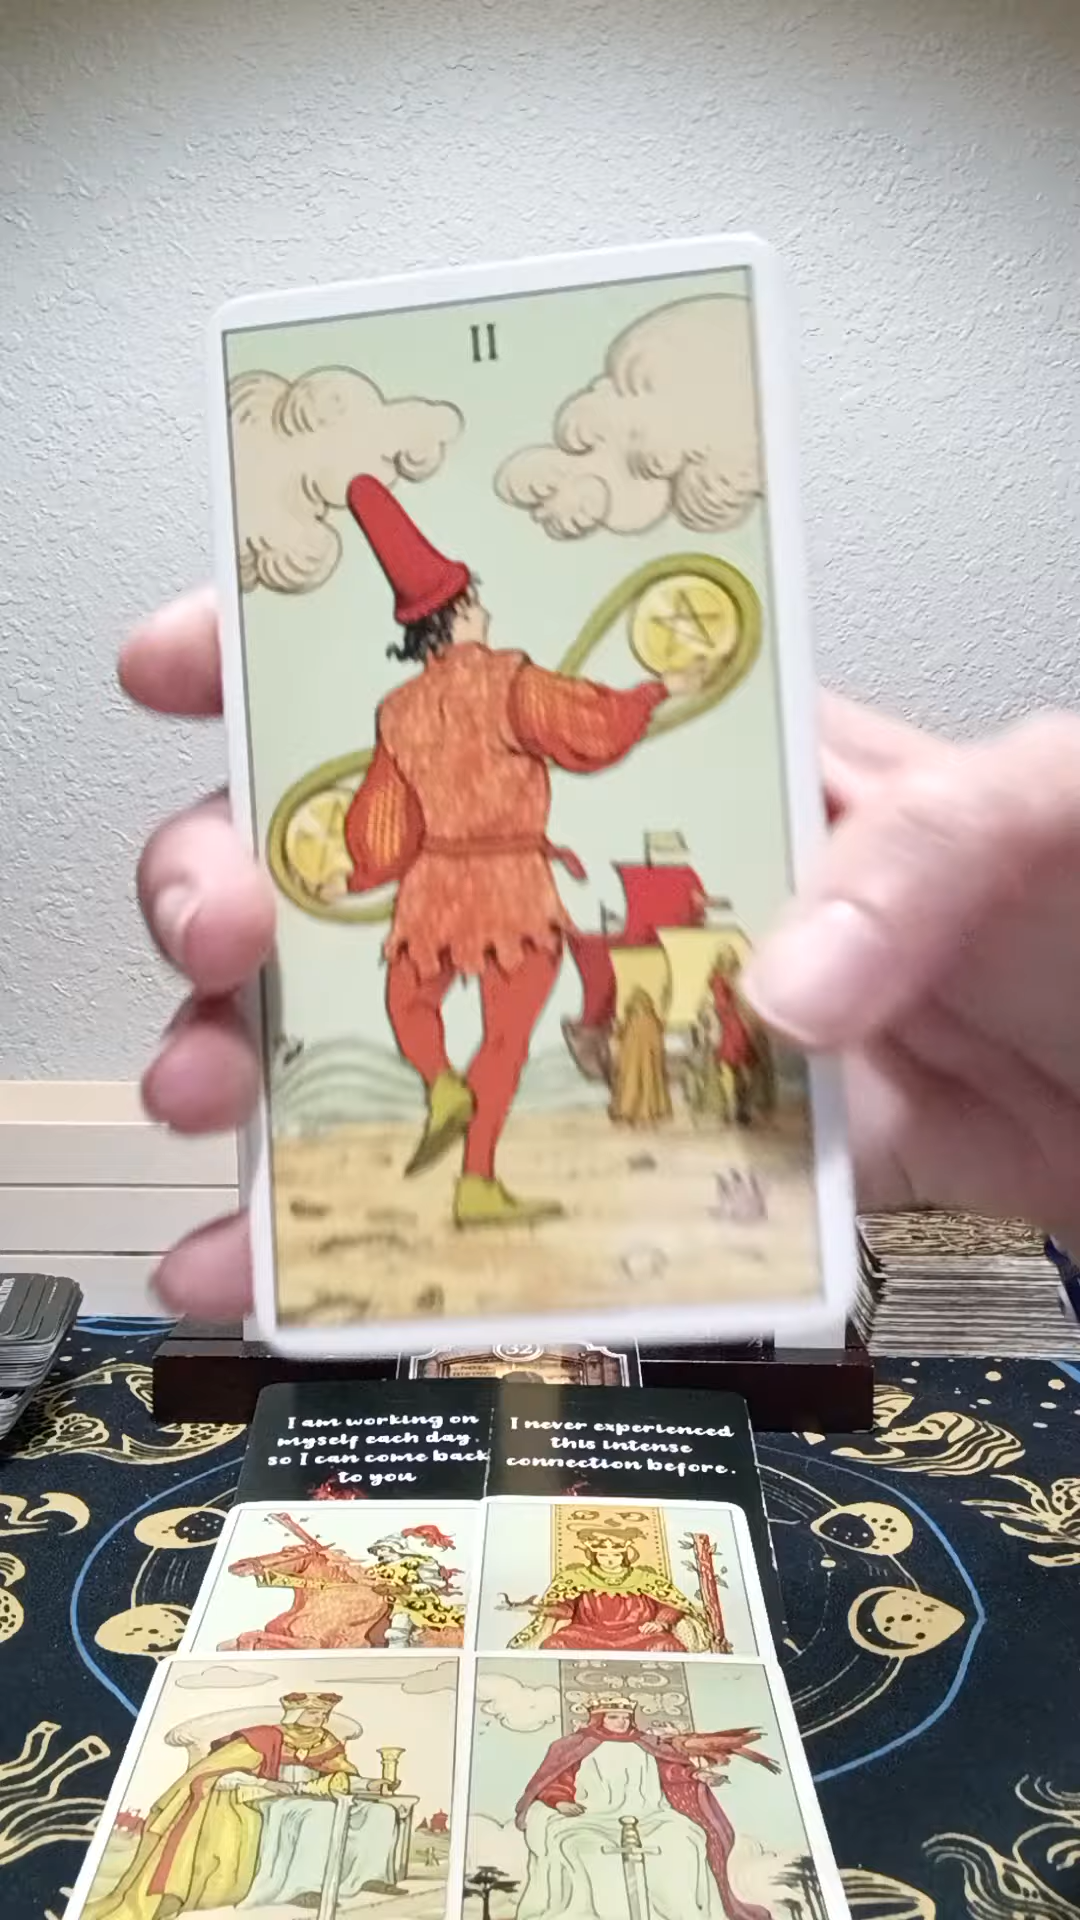 II
32
I am working on
myself each day
so I can come back
to you
I never experienced
this intense
connection before.